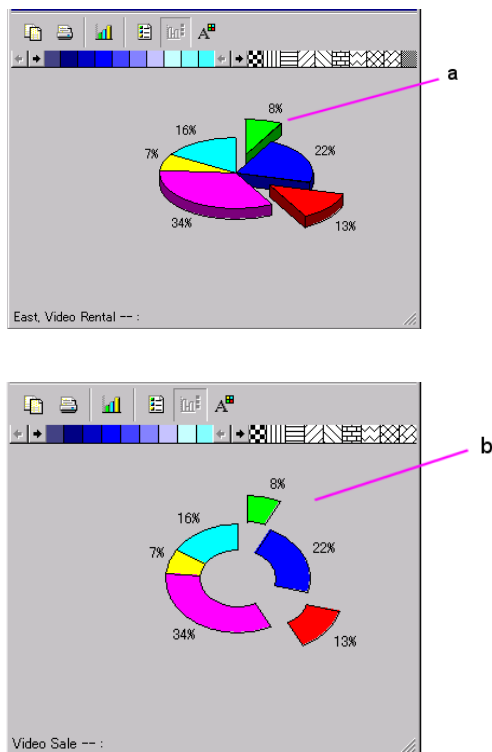 A
a
8%
16%
22%
7%
34%
13%
East, Video Rental -- :
A
b
8%
16%
22%
7%
34%
13%
Video Sale -- :